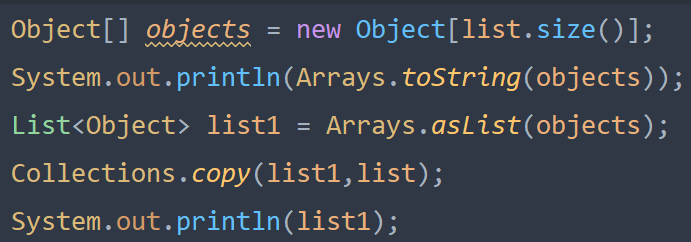 Object[] objects = new Object[list.size()];
System.out.println(Arrays.toString(objects));
List<Object> list1 = Arrays.asList(objects);
Collections.copy(list1,list);
System.out.println(list1);